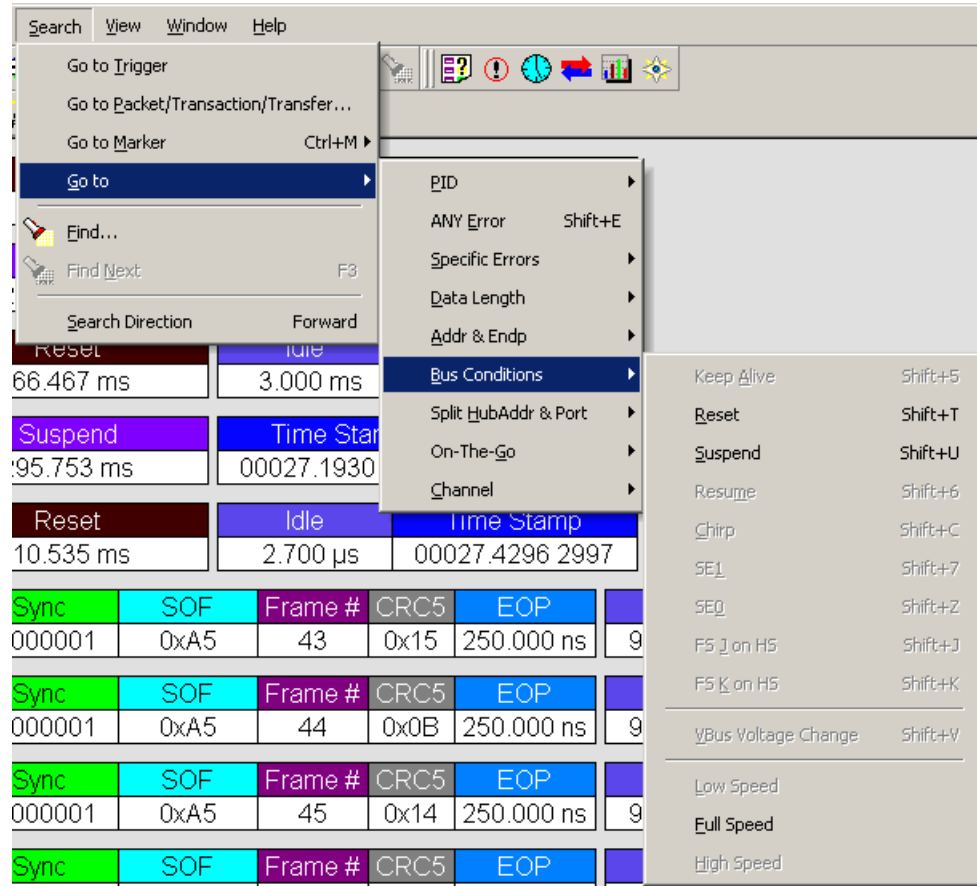 Search View Window Help
Go to Trigger
Go to Packet/Transaction/Transfer...
Go to Marker Ctrl+M
Go to
Find...
Find Next F3
Search Direction Forward
PID
ANY Error Shift+E
Specific Errors
Data Length
Addr & Endp
Bus Conditions
Split HubAddr & Port
On-The-Go
Channel
Keep Alive Shift+5
Reset Shift+T
Suspend Shift+U
Resume Shift+6
Chirp Shift+C
SE1 Shift+7
SE0 Shift+Z
FS J on HS Shift+J
FS K on HS Shift+K
VBus Voltage Change Shift+V
Low Speed
Full Speed
High Speed
Reset Idle
66.467 ms 3.000 ms
Suspend Time Star
295.753 ms 00027.1930
Reset Idle Time Stamp
10.535 ms 2.700 µs 00027.4296 2997
Sync SOF Frame # CRC5 EOP
000001 0xA5 43 0x15 250.000 ns 9
Sync SOF Frame # CRC5 EOP
000001 0xA5 44 0x0B 250.000 ns 9
Sync SOF Frame # CRC5 EOP
000001 0xA5 45 0x14 250.000 ns 9
Sync SOF Frame # CRC5 EOP